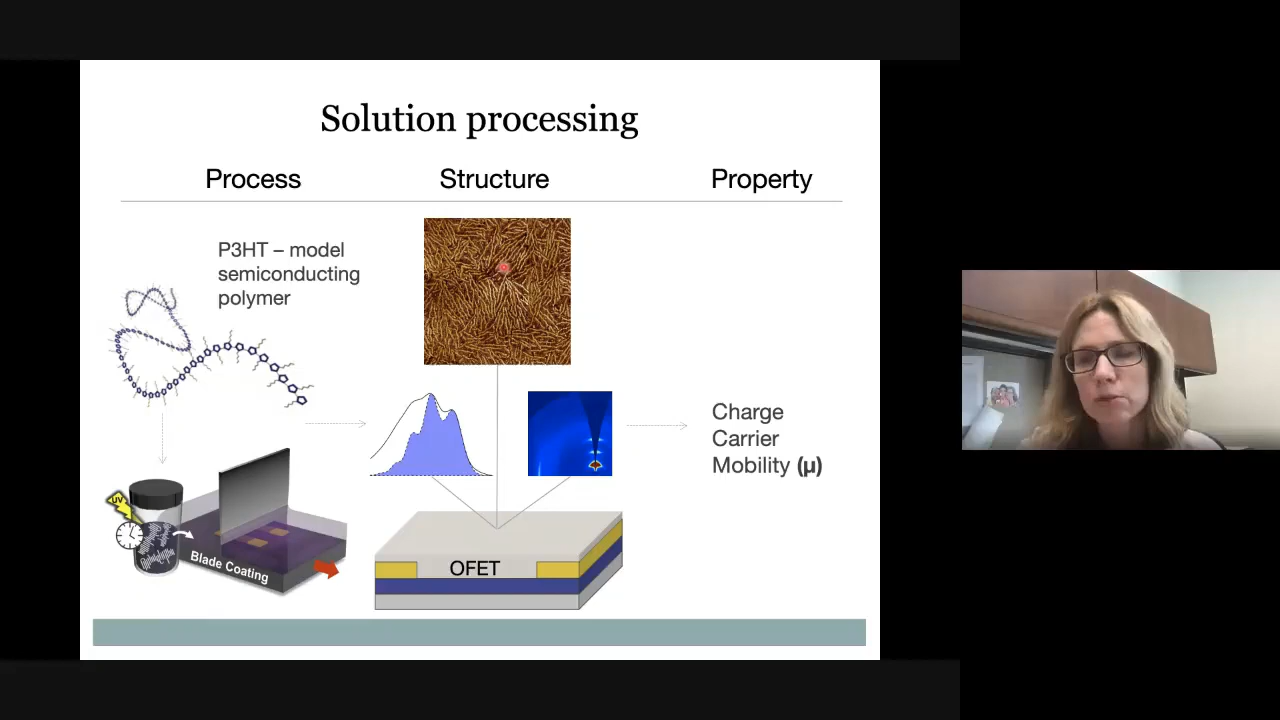 Solution processing
Process
Structure
Property
P3HT – model
semiconducting
polymer
Charge
Carrier
Mobility (μ)
UV
Blade Coating
OFET